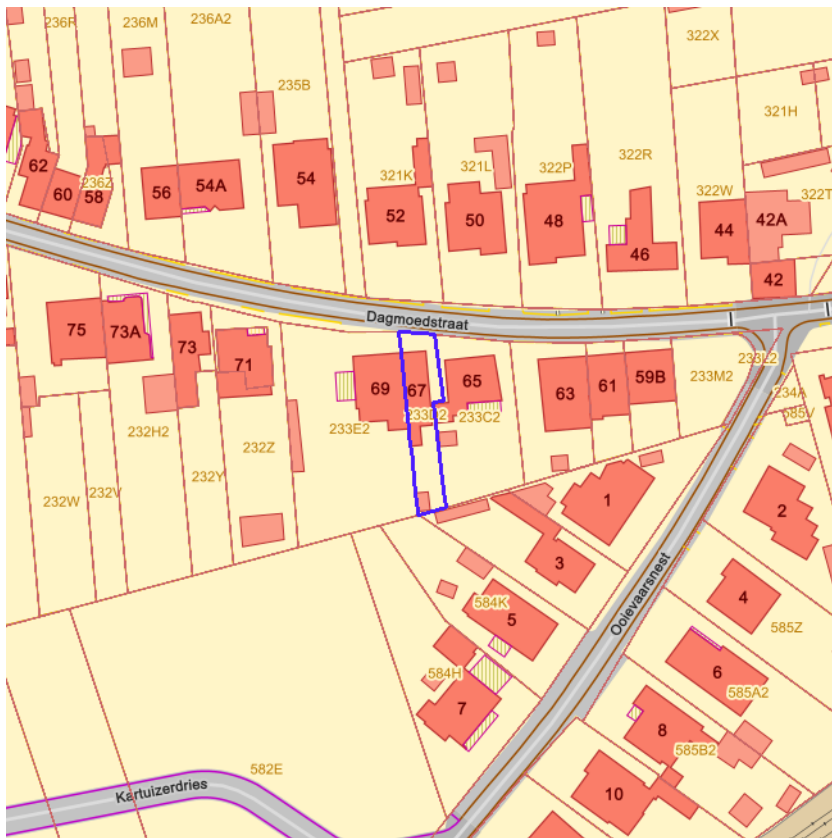 236R
236M
236A2
322X
235B
321H
62
60
58
236Z
56
54A
54
321K
52
321L
50
322P
48
322R
46
322W
44
42A
322T
42
Dagmoedstraat
75
73A
73
71
69
67
65
63
61
59B
233M2
233L2
234A
585V
232H2
233E2
233D2
233C2
232Z
232Y
232W
232V
1
2
3
Ooievaarsnest
4
584K
5
585Z
6
584H
585A2
7
8
585B2
582E
Kartuizerdries
10